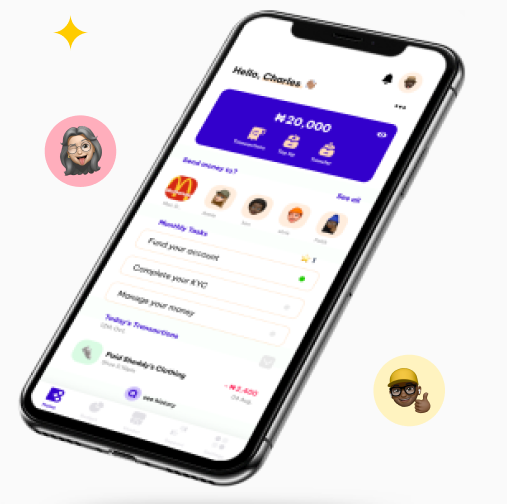 Hello, Charles 👋🏽
₦20,000
Transactions
Top Up
Transfer
Send money to?
See all
Monthly Tasks
Fund your account
Complete your KYC
Manage your money
Today's Transactions
Paid Shaddy's Clothing
- ₦2,400
see history